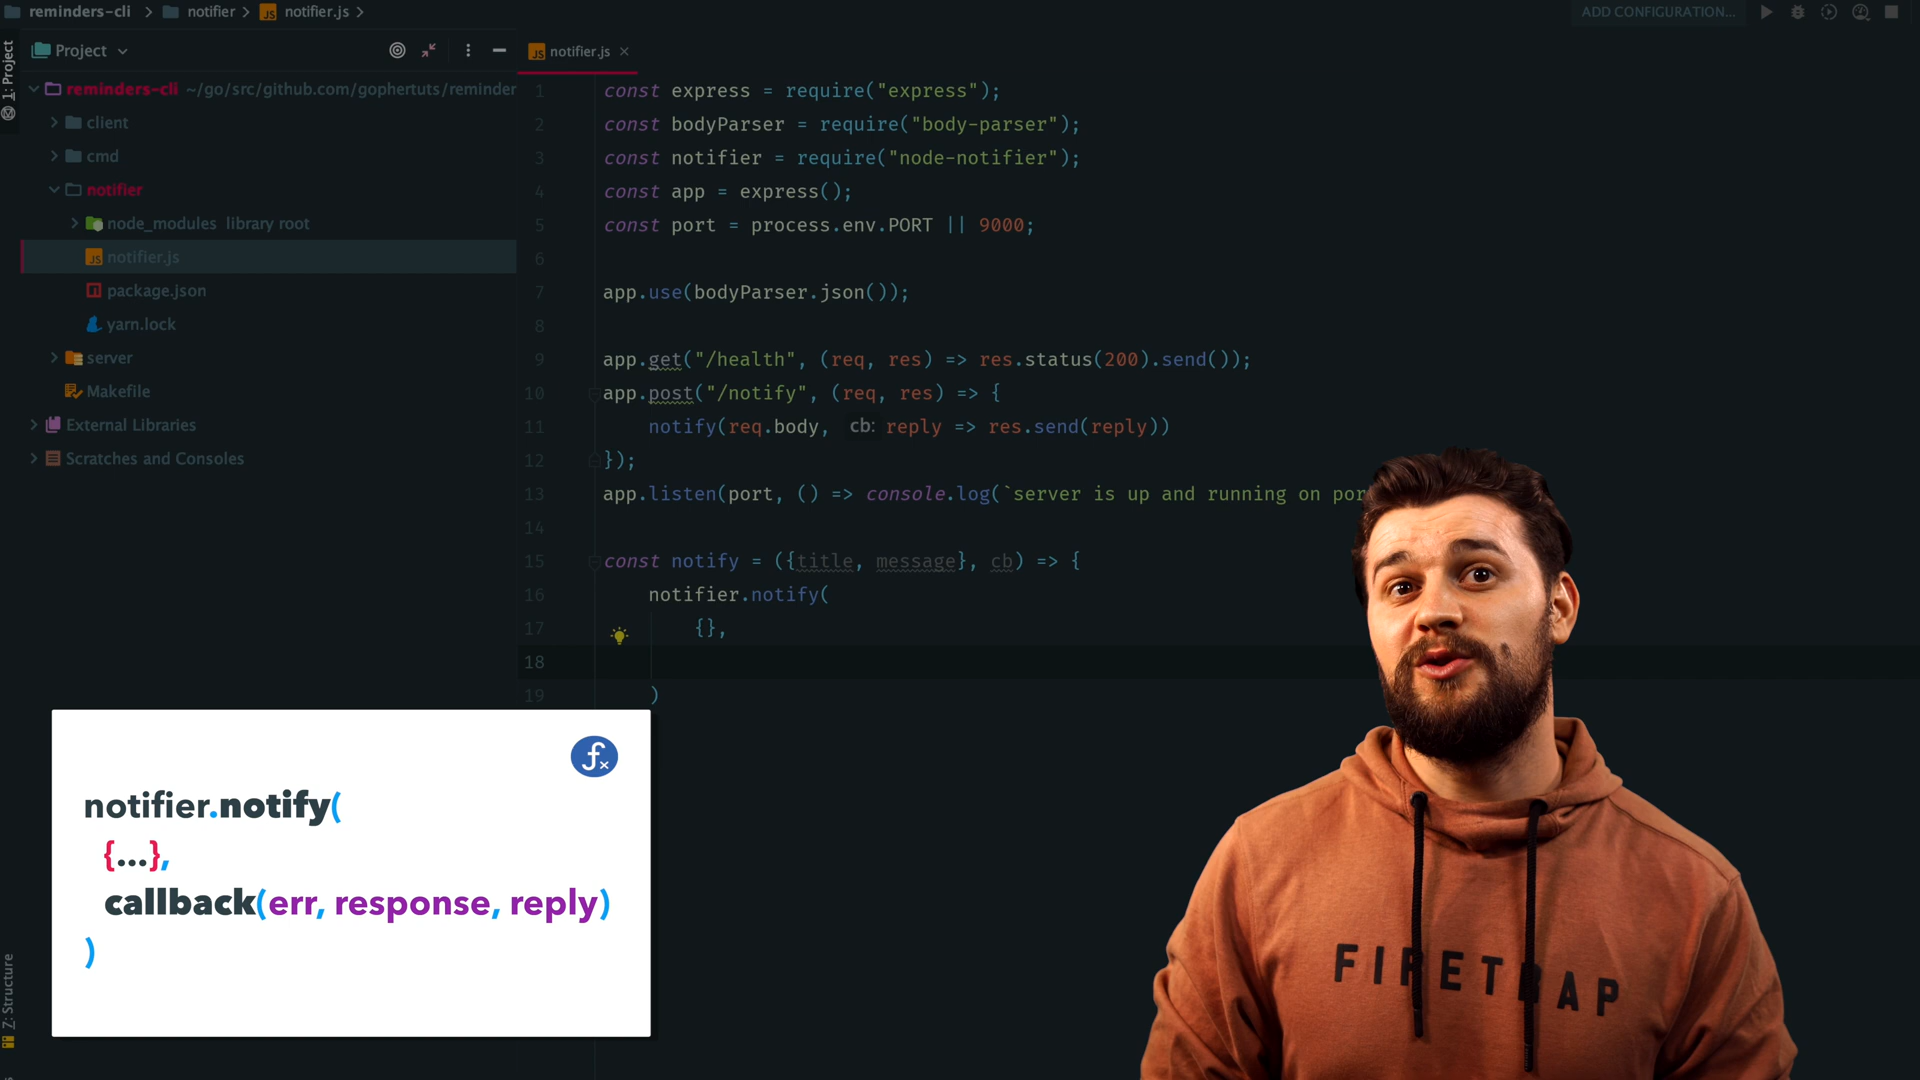 reminders-cli > notifier > notifier.js >
ADD CONFIGURATION...
1: Project
Project
notifier.js
reminders-cli ~/go/src/github.com/gophertuts/reminder
client
cmd
notifier
node_modules library root
notifier.js
package.json
yarn.lock
server
Makefile
External Libraries
Scratches and Consoles
1 const express = require("express");
2 const bodyParser = require("body-parser");
3 const notifier = require("node-notifier");
4 const app = express();
5 const port = process.env.PORT || 9000;
6
7 app.use(bodyParser.json());
8
9 app.get("/health", (req, res) => res.status(200).send());
10 app.post("/notify", (req, res) => {
11 notify(req.body, cb: reply => res.send(reply))
12 });
13 app.listen(port, () => console.log(`server is up and running on por
14
15 const notify = ({title, message}, cb) => {
16 notifier.notify(
17 {},
18
19 )
fx
notifier.notify(
{...},
callback(err, response, reply)
)
Z: Structure
FIRETRAP